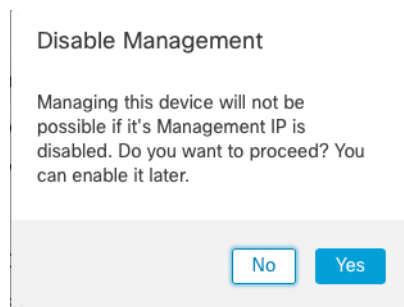 Disable Management
Managing this device will not be
possible if it's Management IP is
disabled. Do you want to proceed? You
can enable it later.
No
Yes